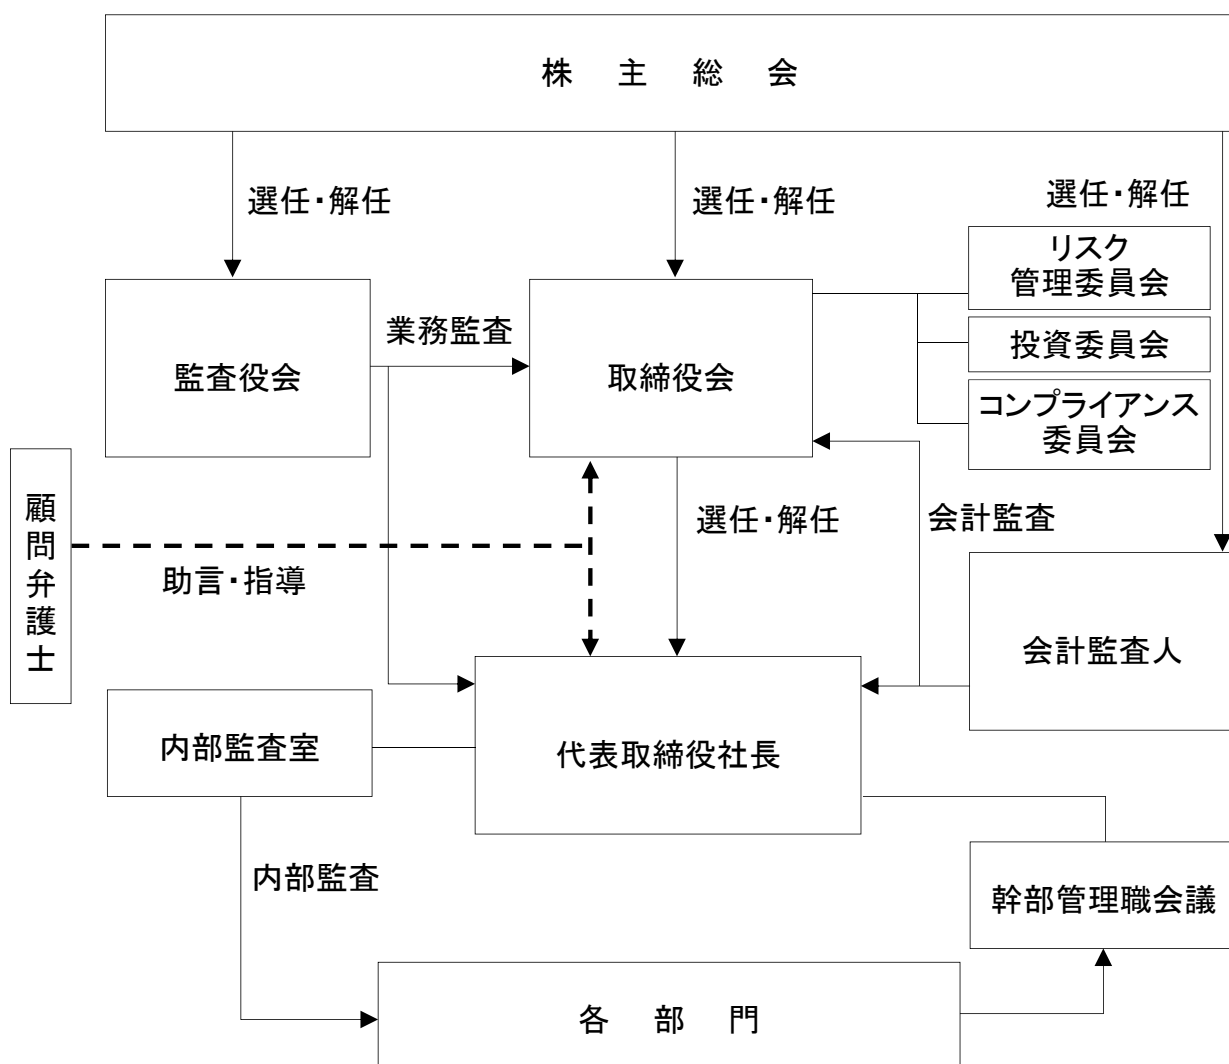 株主総会
選任・解任
選任・解任
選任・解任
リスク
管理委員会
投資委員会
コンプライアンス
委員会
監査役会
業務監査
取締役会
顧問弁護士
助言・指導
選任・解任
会計監査
会計監査人
内部監査室
代表取締役社長
内部監査
幹部管理職会議
各部門